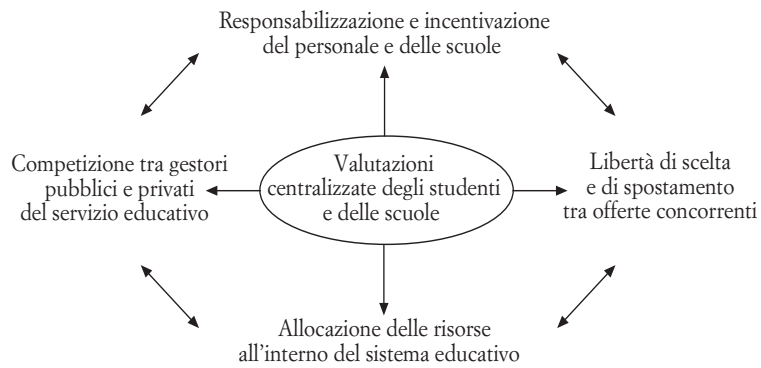 Responsabilizzazione e incentivazione
del personale e delle scuole
Competizione tra gestori
pubblici e privati
del servizio educativo
Valutazioni
centralizzate degli studenti
e delle scuole
Libertà di scelta
e di spostamento
tra offerte concorrenti
Allocazione delle risorse
all'interno del sistema educativo